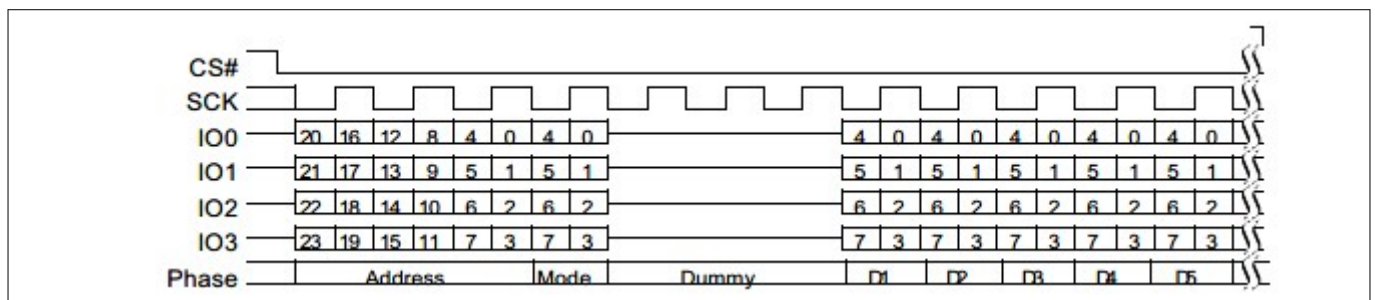 CS#
SCK
IO0 20 16 12 8 4 0 4 0 4 0 4 0 4 0 4 0 4 0
IO1 21 17 13 9 5 1 5 1 5 1 5 1 5 1 5 1 5 1
IO2 22 18 14 10 6 2 6 2 6 2 6 2 6 2 6 2 6 2
IO3 23 19 15 11 7 3 7 3 7 3 7 3 7 3 7 3 7 3
Phase Address Mode Dummy D1 D2 D3 D4 D5